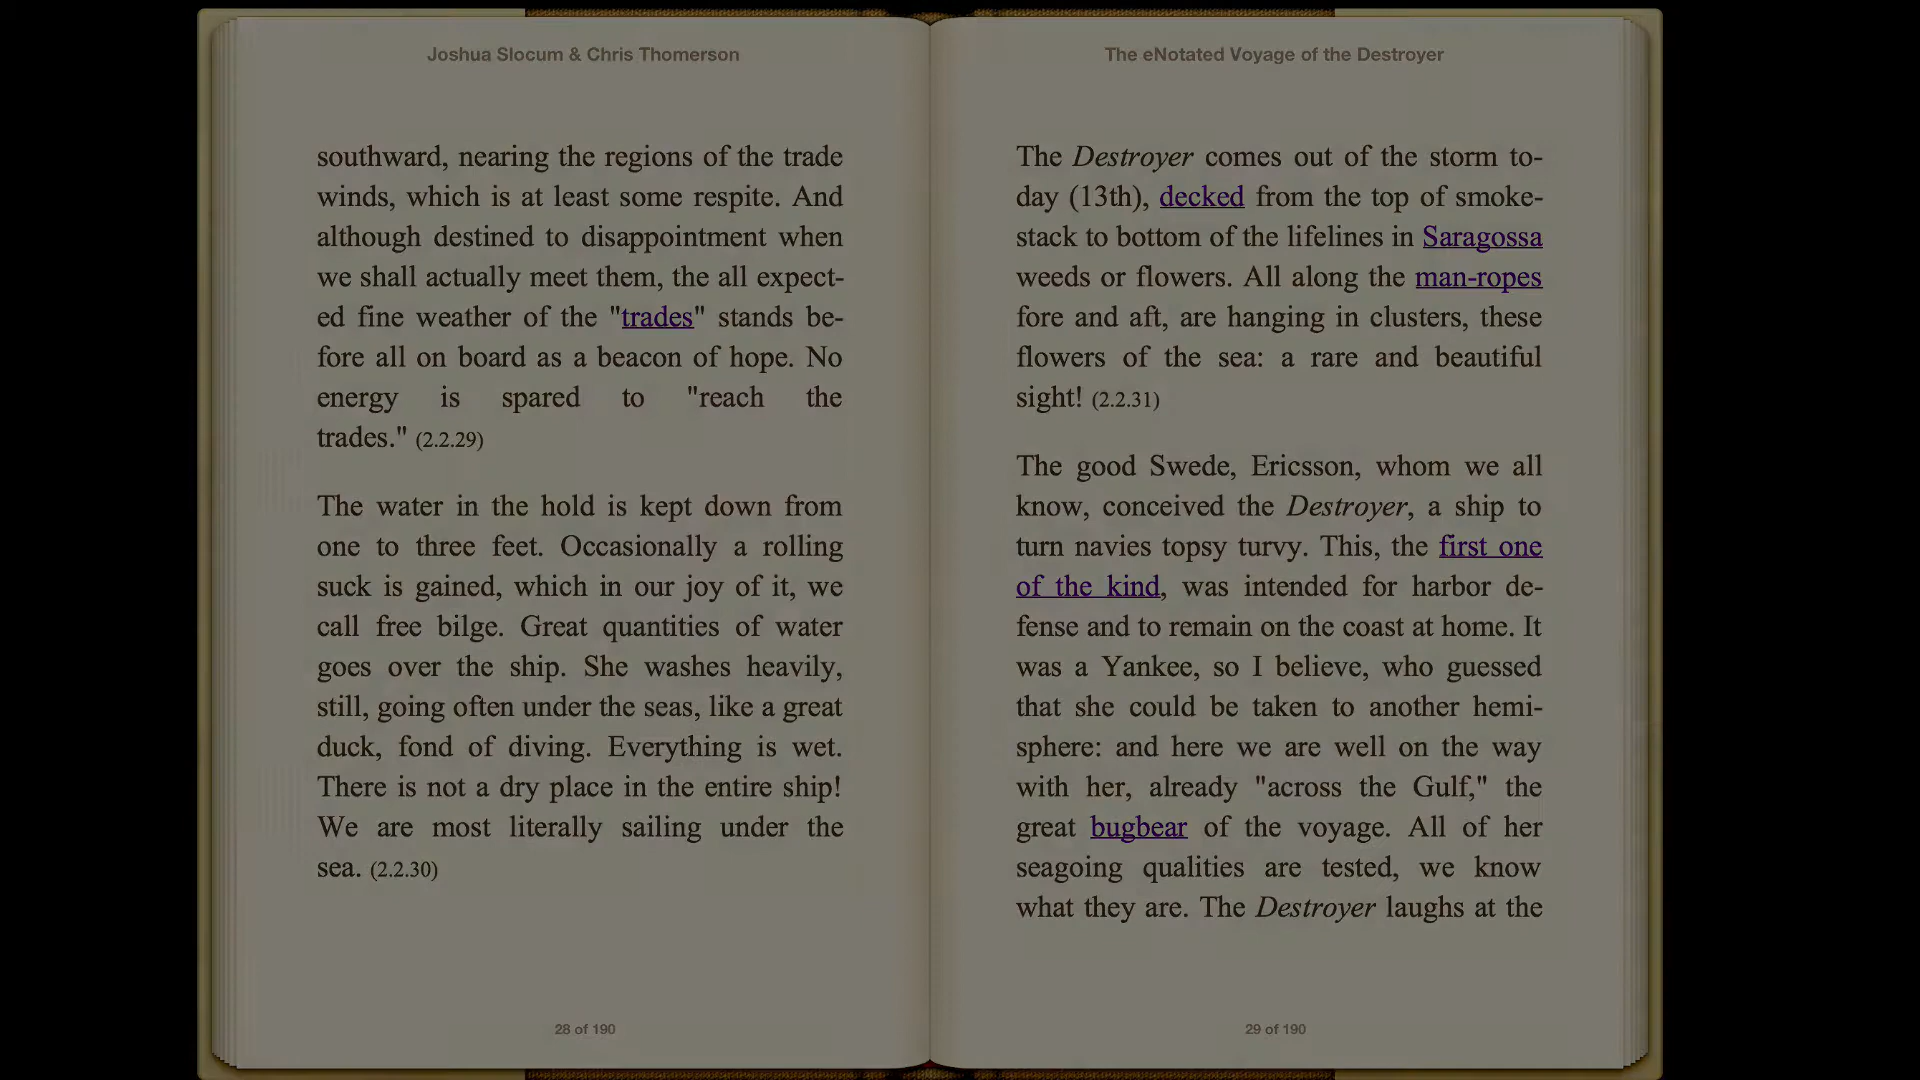 Joshua Slocum & Chris Thomerson
southward, nearing the regions of the trade
winds, which is at least some respite. And
although destined to disappointment when
we shall actually meet them, the all expect-
ed fine weather of the "trades" stands be-
fore all on board as a beacon of hope. No
energy is spared to "reach the
trades." (2.2.29)
The water in the hold is kept down from
one to three feet. Occasionally a rolling
suck is gained, which in our joy of it, we
call free bilge. Great quantities of water
goes over the ship. She washes heavily,
still, going often under the seas, like a great
duck, fond of diving. Everything is wet.
There is not a dry place in the entire ship!
We are most literally sailing under the
sea. (2.2.30)
28 of 190
The eNotated Voyage of the Destroyer
The Destroyer comes out of the storm to-
day (13th), decked from the top of smoke-
stack to bottom of the lifelines in Saragossa
weeds or flowers. All along the man-ropes
fore and aft, are hanging in clusters, these
flowers of the sea: a rare and beautiful
sight! (2.2.31)
The good Swede, Ericsson, whom we all
know, conceived the Destroyer, a ship to
turn navies topsy turvy. This, the first one
of the kind, was intended for harbor de-
fense and to remain on the coast at home. It
was a Yankee, so I believe, who guessed
that she could be taken to another hemi-
sphere: and here we are well on the way
with her, already "across the Gulf," the
great bugbear of the voyage. All of her
seagoing qualities are tested, we know
what they are. The Destroyer laughs at the
29 of 190